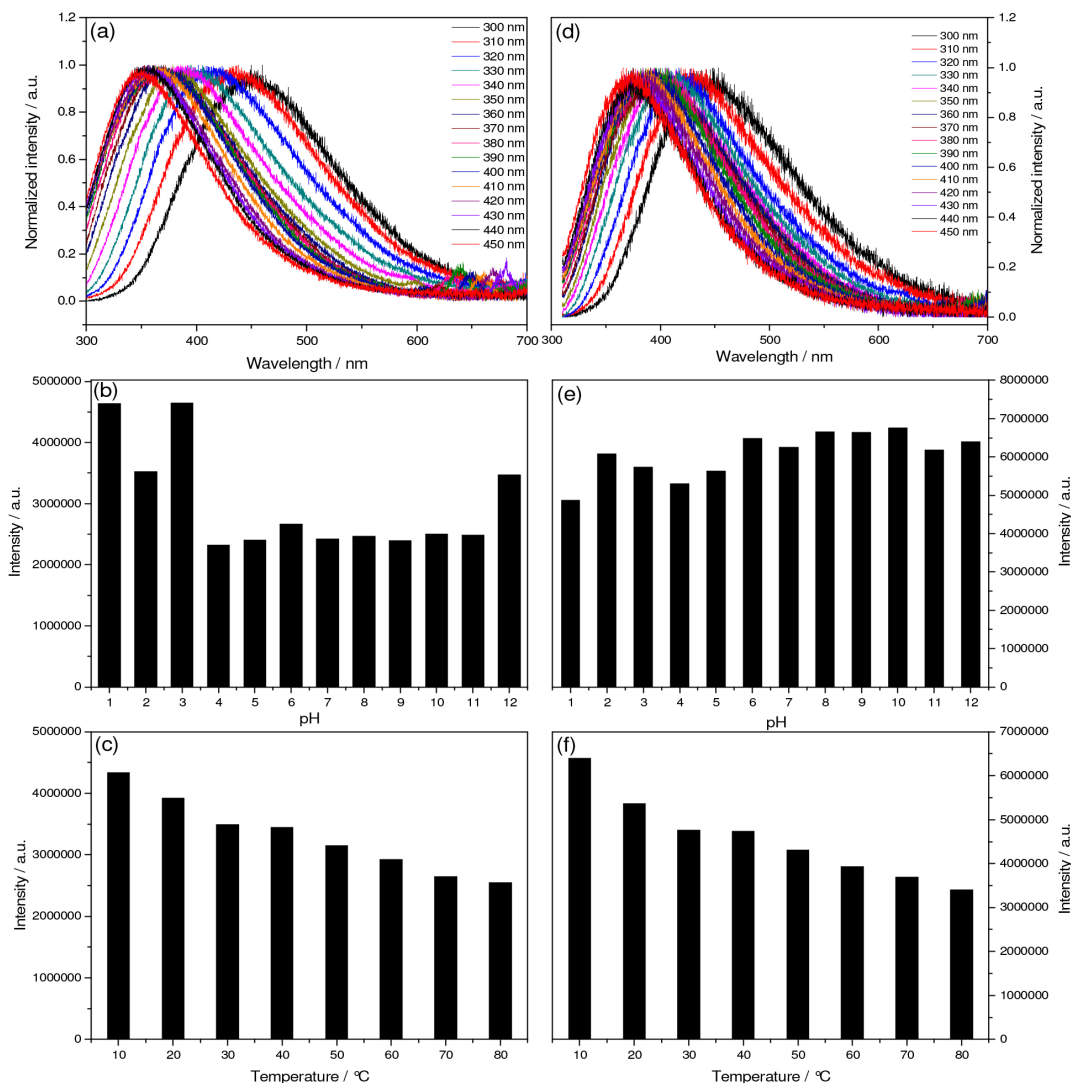 (a)
1.2
1.0
0.8
0.6
0.4
0.2
0.0
Normalized intensity / a.u.
300 nm
310 nm
320 nm
330 nm
340 nm
350 nm
360 nm
370 nm
380 nm
390 nm
400 nm
410 nm
420 nm
430 nm
440 nm
450 nm
300 400 500 600 700
Wavelength / nm
(d)
1.2
1.0
0.8
0.6
0.4
0.2
0.0
Normalized intensity / a.u.
300 nm
310 nm
320 nm
330 nm
340 nm
350 nm
360 nm
370 nm
380 nm
390 nm
400 nm
410 nm
420 nm
430 nm
440 nm
450 nm
300 400 500 600 700
Wavelength / nm
(b)
5000000
4000000
3000000
2000000
1000000
0
Intensity / a.u.
1 2 3 4 5 6 7 8 9 10 11 12
pH
(e)
8000000
7000000
6000000
5000000
4000000
3000000
2000000
1000000
0
Intensity / a.u.
1 2 3 4 5 6 7 8 9 10 11 12
pH
(c)
5000000
4000000
3000000
2000000
1000000
0
Intensity / a.u.
10 20 30 40 50 60 70 80
Temperature / °C
(f)
7000000
6000000
5000000
4000000
3000000
2000000
1000000
0
Intensity / a.u.
10 20 30 40 50 60 70 80
Temperature / °C